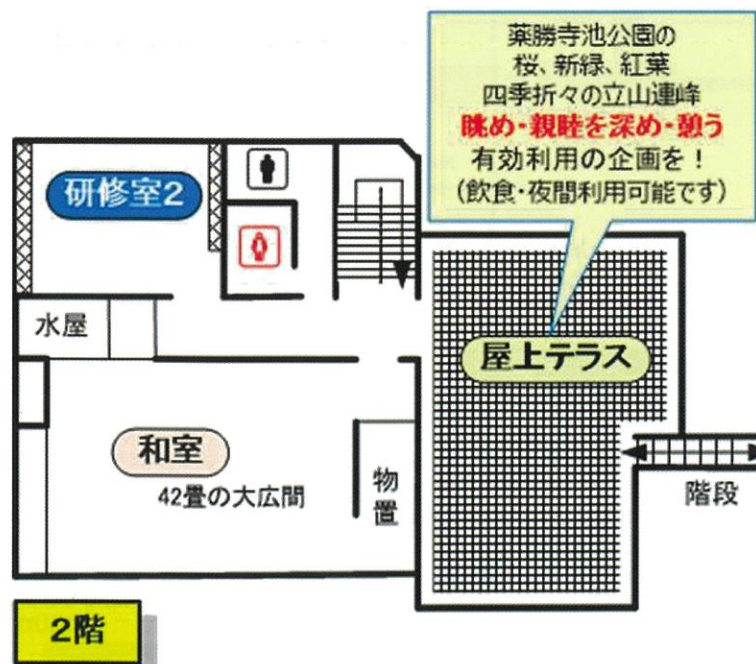 薬勝寺池公園の
桜、新緑、紅葉
四季折々の立山連峰
眺め・親睦を深め・憩う
有効利用の企画を！
（飲食・夜間利用可能です）
研修室2
水屋
屋上テラス
和室
42畳の大広間
物置
階段
2階